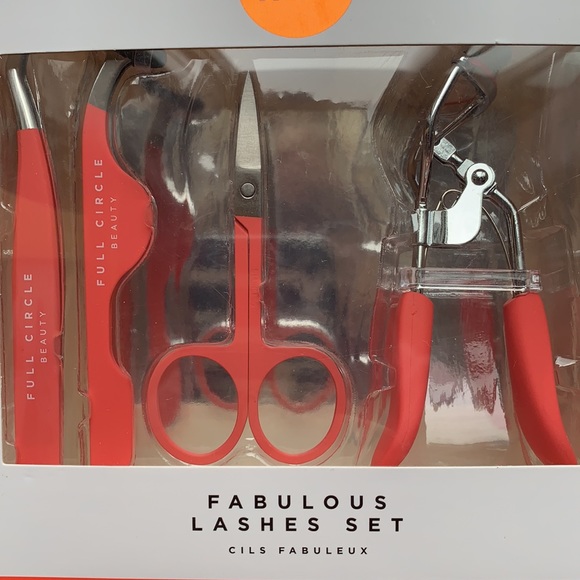 FULL CIRCLE
BEAUTY
FULL CIRCLE
BEAUTY
FABULOUS
LASHES SET
CILS FABULEUX